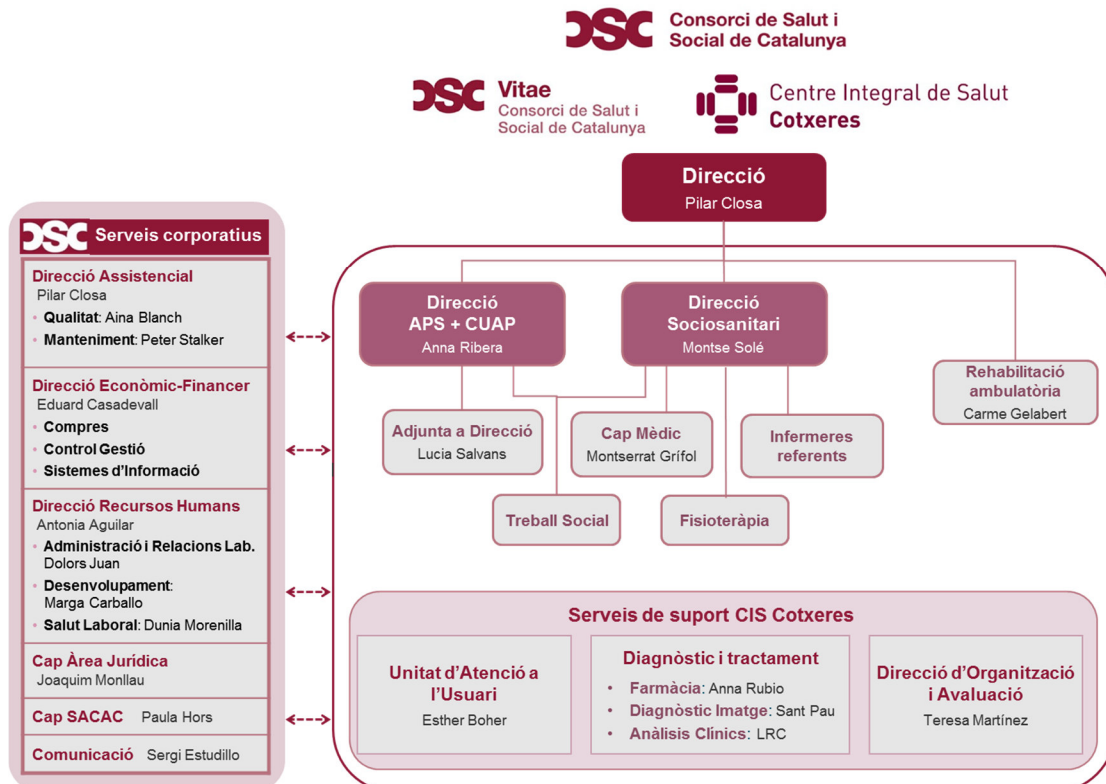 CSC Consorci de Salut i
Social de Catalunya
CSC Vitae
Consorci de Salut i
Social de Catalunya
Centre Integral de Salut
Cotxeres
Direcció
Pilar Closa
CSC Serveis corporatius
Direcció Assistencial
Pilar Closa
• Qualitat: Aina Blanch
• Manteniment: Peter Stalker
Direcció Econòmic-Financer
Eduard Casadevall
• Compres
• Control Gestió
• Sistemes d'Informació
Direcció Recursos Humans
Antonia Aguilar
• Administració i Relacions Lab.
Dolors Juan
• Desenvolupament:
Marga Carballo
• Salut Laboral: Dunia Morenilla
Cap Àrea Jurídica
Joaquim Monllau
Cap SACAC Paula Hors
Comunicació Sergi Estudillo
Direcció
APS + CUAP
Anna Ribera
Direcció
Sociosanitari
Montse Solé
Rehabilitació
ambulatòria
Carme Gelabert
Adjunta a Direcció
Lucia Salvans
Cap Mèdic
Montserrat Grífol
Infermeres
referents
Treball Social
Fisioteràpia
Serveis de suport CIS Cotxeres
Unitat d'Atenció a
l'Usuari
Esther Boher
Diagnòstic i tractament
• Farmàcia: Anna Rubio
• Diagnòstic Imatge: Sant Pau
• Anàlisis Clínics: LRC
Direcció d'Organització
i Avaluació
Teresa Martínez